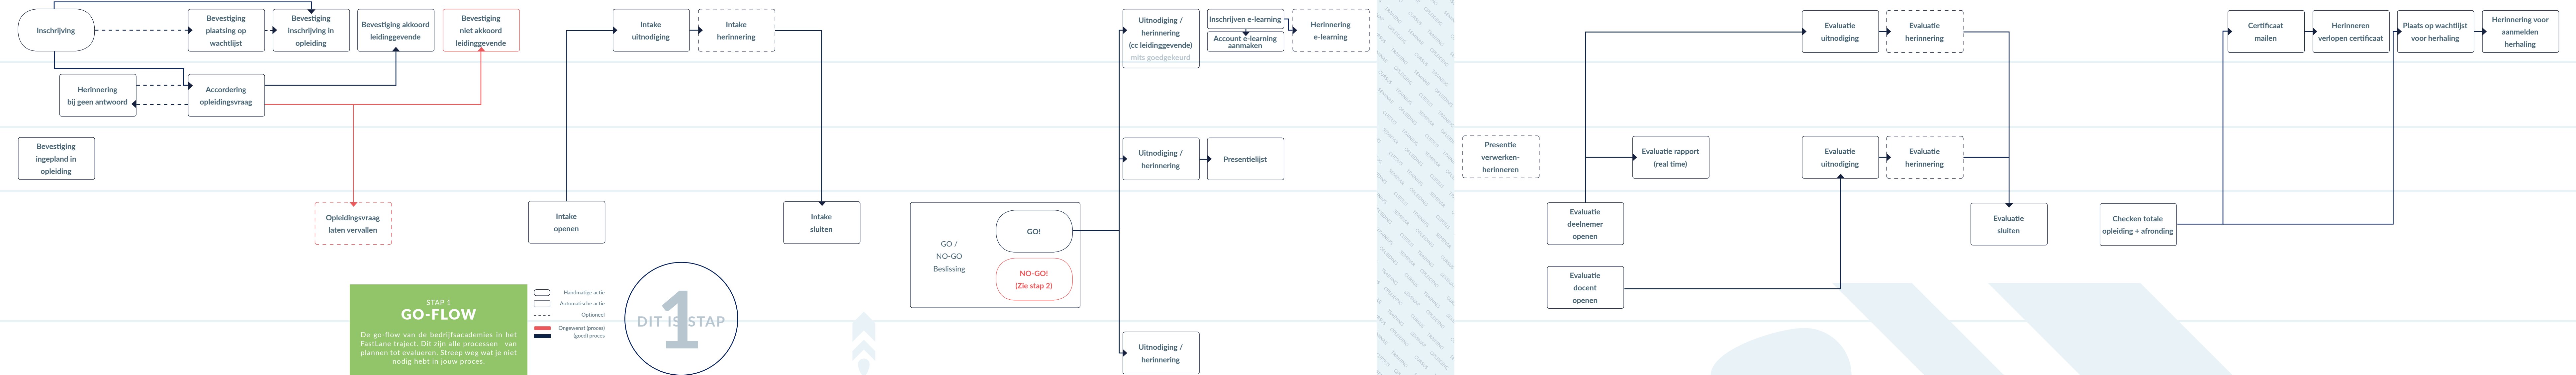 Inschrijving
Bevestiging
plaatsing op
wachtlijst
Bevestiging
inschrijving in
opleiding
Bevestiging akkoord
leidinggevende
Bevestiging
niet akkoord
leidinggevende
Herinnering
bij geen antwoord
Accordering
opleidingsvraag
Bevestiging
ingepland in
opleiding
Opleidingsvraag
laten vervallen
Intake
openen
Intake
uitnodiging
Intake
herinnering
Intake
sluiten
STAP 1
GO-FLOW
De go-flow van de bedrijfsacademies in het
FastLane traject. Dit zijn alle processen van
plannen tot evalueren. Streep weg wat je niet
nodig hebt in jouw proces.
Handmatige actie
Automatische actie
Optioneel
Ongewenst (proces)
(goed) proces
DIT IS STAP
1
GO /
NO-GO
Beslissing
GO!
NO-GO!
(Zie stap 2)
Uitnodiging /
herinnering
(cc leidinggevende)
mits goedgekeurd
Inschrijven e-learning
Account e-learning
aanmaken
Herinnering
e-learning
Uitnodiging /
herinnering
Presentielijst
Uitnodiging /
herinnering
Presentie
verwerken-
herinneren
Evaluatie
deelnemer
openen
Evaluatie
docent
openen
Evaluatie rapport
(real time)
Evaluatie
uitnodiging
Evaluatie
herinnering
Evaluatie
uitnodiging
Evaluatie
herinnering
Evaluatie
sluiten
Checken totale
opleiding + afronding
Certificaat
mailen
Herinneren
verlopen certificaat
Plaats op wachtlijst
voor herhaling
Herinnering voor
aanmelden
herhaling